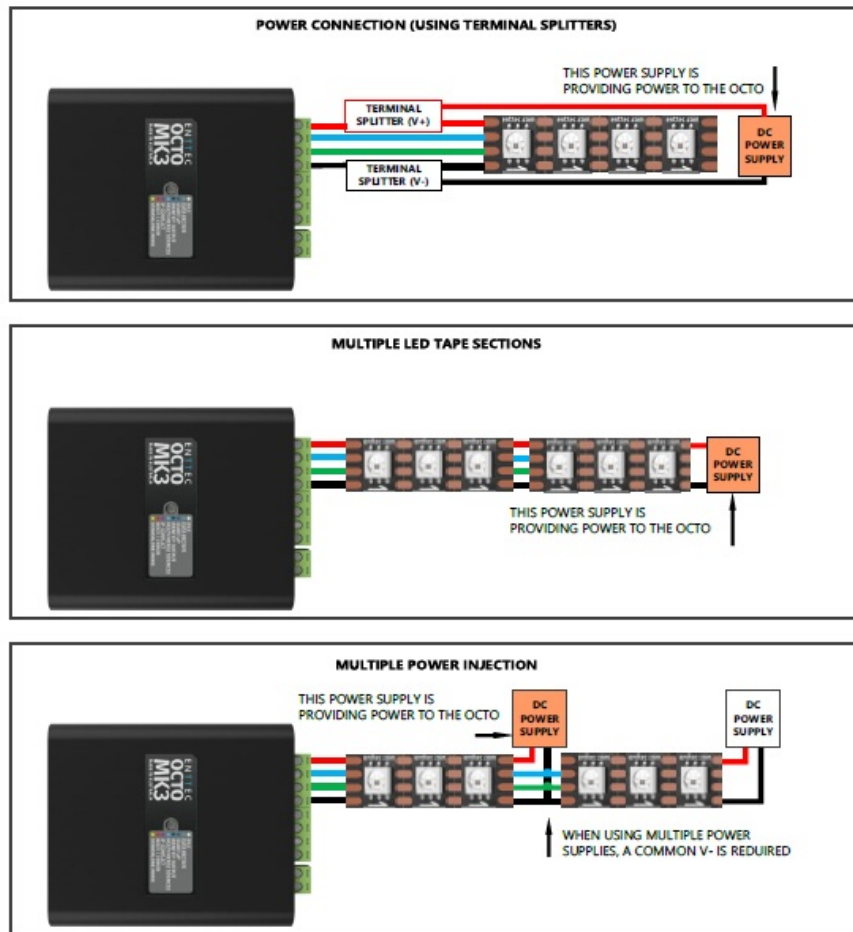 POWER CONNECTION (USING TERMINAL SPLITTERS)
THIS POWER SUPPLY IS
PROVIDING POWER TO THE OCTO
TERMINAL
SPLITTER (V+)
TERMINAL
SPLITTER (V-)
DC
POWER
SUPPLY
ENTTEC
OCTO
MK3
MULTIPLE LED TAPE SECTIONS
ENTTEC
OCTO
MK3
DC
POWER
SUPPLY
THIS POWER SUPPLY IS
PROVIDING POWER TO THE OCTO
MULTIPLE POWER INJECTION
THIS POWER SUPPLY IS
PROVIDING POWER TO THE OCTO
DC
POWER
SUPPLY
DC
POWER
SUPPLY
ENTTEC
OCTO
MK3
WHEN USING MULTIPLE POWER
SUPPLIES, A COMMON V- IS REDUIRED